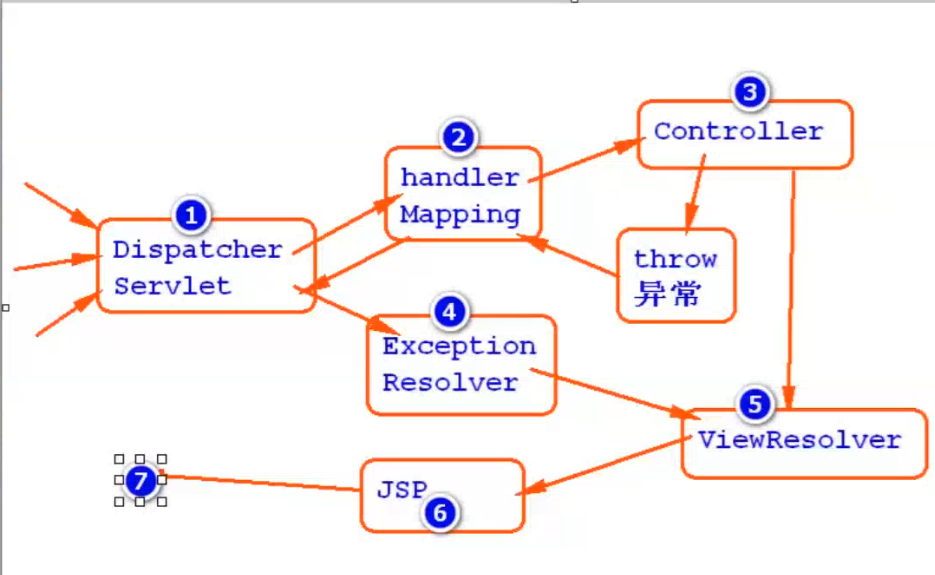 1
Dispatcher
Servlet
2
handler
Mapping
3
Controller
throw
异常
4
Exception
Resolver
5
ViewResolver
JSP
6
7